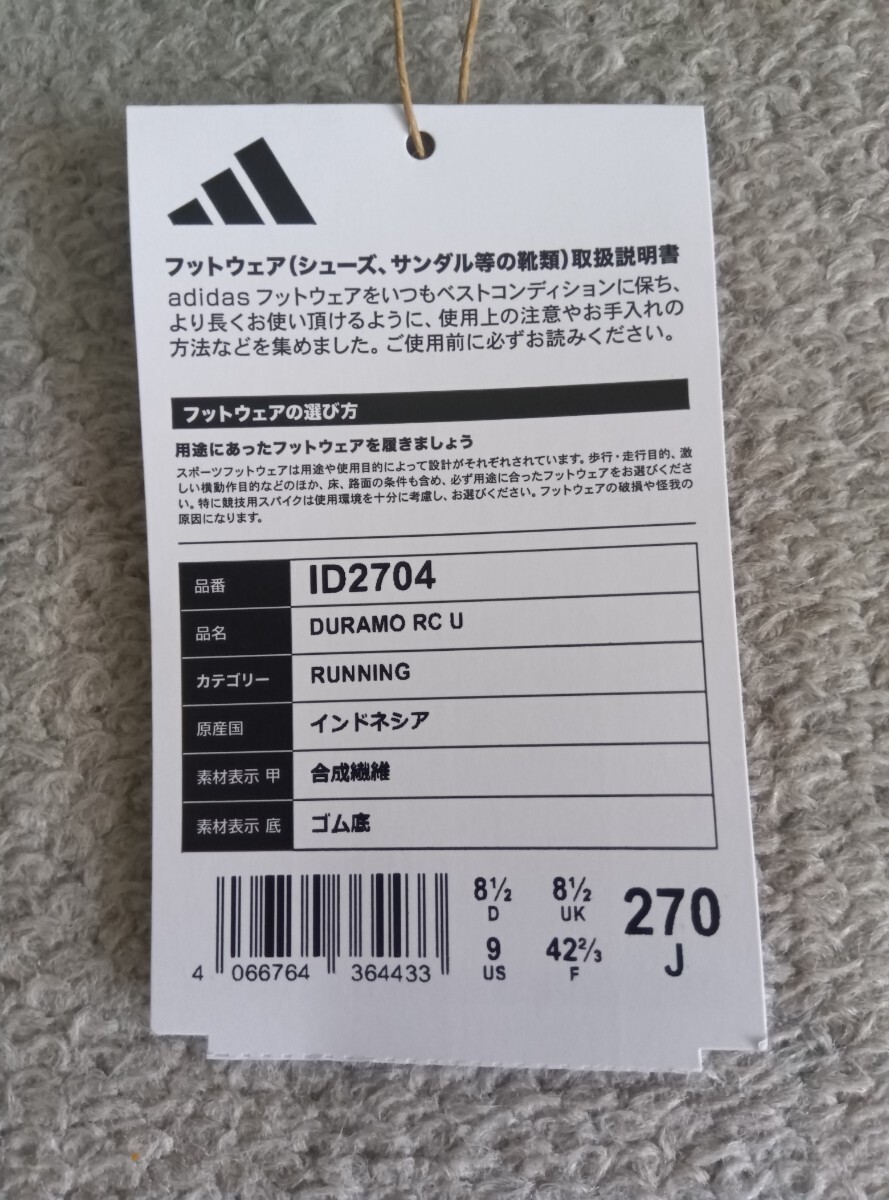 フットウェア(シューズ、サンダル等の靴類)取扱説明書
adidas フットウェアをいつもベストコンディションに保ち、
より長くお使い頂けるように、使用上の注意やお手入れの
方法などを集めました。ご使用前に必ずお読みください。
フットウェアの選び方
用途にあったフットウェアを履きましょう
スポーツフットウェアは用途や使用目的によって設計がそれぞれされています。歩行・走行目的、激
しい横動作目的などのほか、床、路面の条件も含め、必ず用途に合ったフットウェアをお選びくださ
い。特に競技用スパイクは使用環境を十分に考慮し、お選びください。フットウェアの破損や怪我の
原因になります。
品番 ID2704
品名 DURAMO RC U
カテゴリー RUNNING
原産国 インドネシア
素材表示 甲 合成繊維
素材表示 底 ゴム底
8½ 8½ 270
D UK J
9 42⅔
US F
4 066764 364433